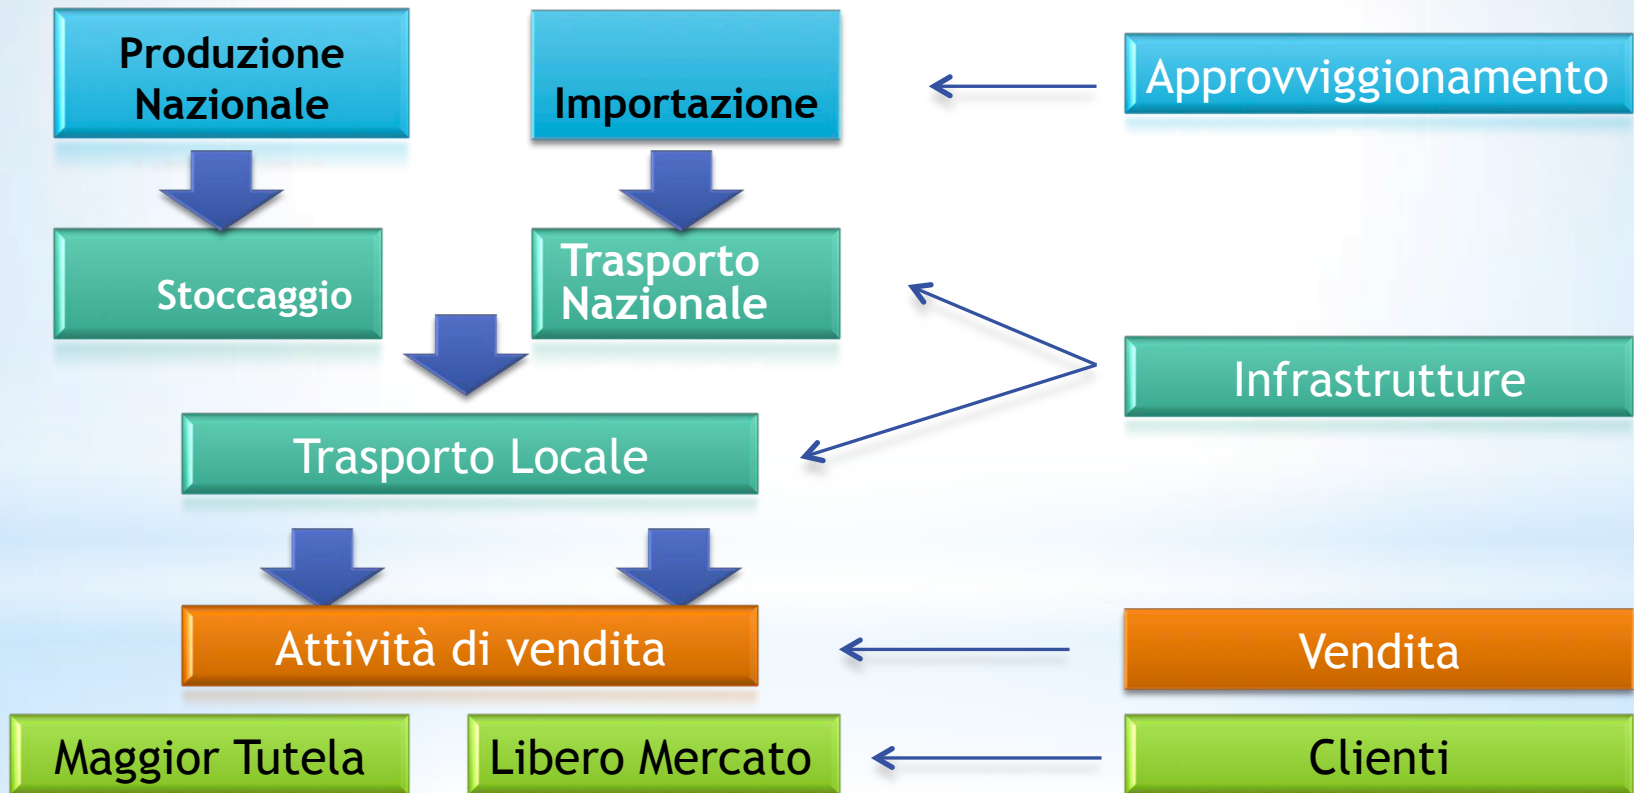 Produzione
Nazionale
Importazione
Approvviggionamento
Stoccaggio
Trasporto
Nazionale
Infrastrutture
Trasporto Locale
Attività di vendita
Vendita
Maggior Tutela
Libero Mercato
Clienti